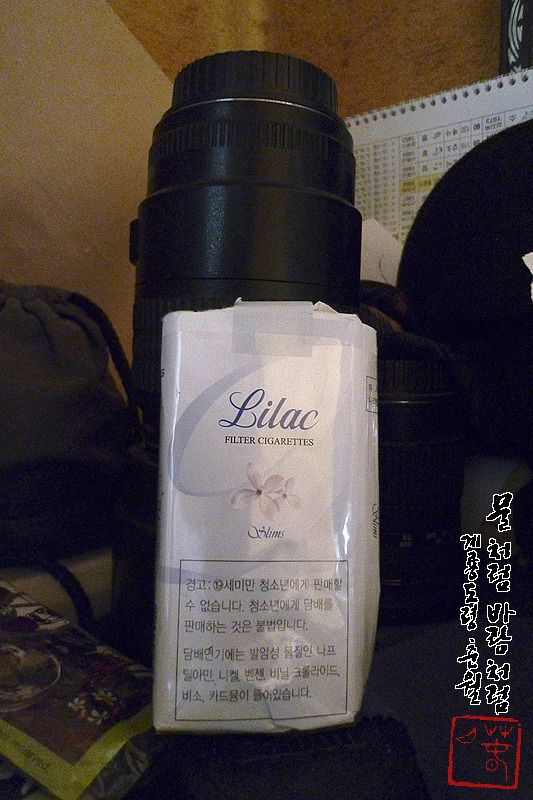 Lilac
FILTER CIGARETTES
Slims
경고 : ⑲세미만 청소년에게 판매할
수 없습니다. 청소년에게 담배를
판매하는 것은 불법입니다.
담배연기에는 발암성 물질인 나프
틸아민, 니켈, 벤젠, 비닐 크롤라이드,
비소, 카드뮴이 들어있습니다.
Slims
물처럼 바람처럼
계룡도령 춘월
reserved.